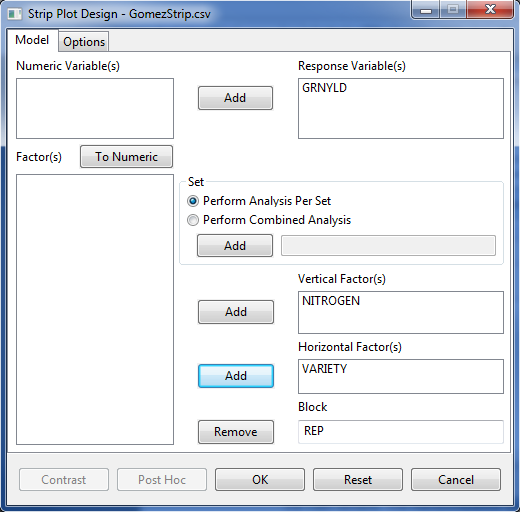 Strip Plot Design - GomezStrip.csv
Model Options
Numeric Variable(s) Response Variable(s)
Add GRNYLD
Factor(s) To Numeric
Set
Perform Analysis Per Set
Perform Combined Analysis
Add
Vertical Factor(s)
Add NITROGEN
Horizontal Factor(s)
Add VARIETY
Block
Remove REP
Contrast Post Hoc OK Reset Cancel